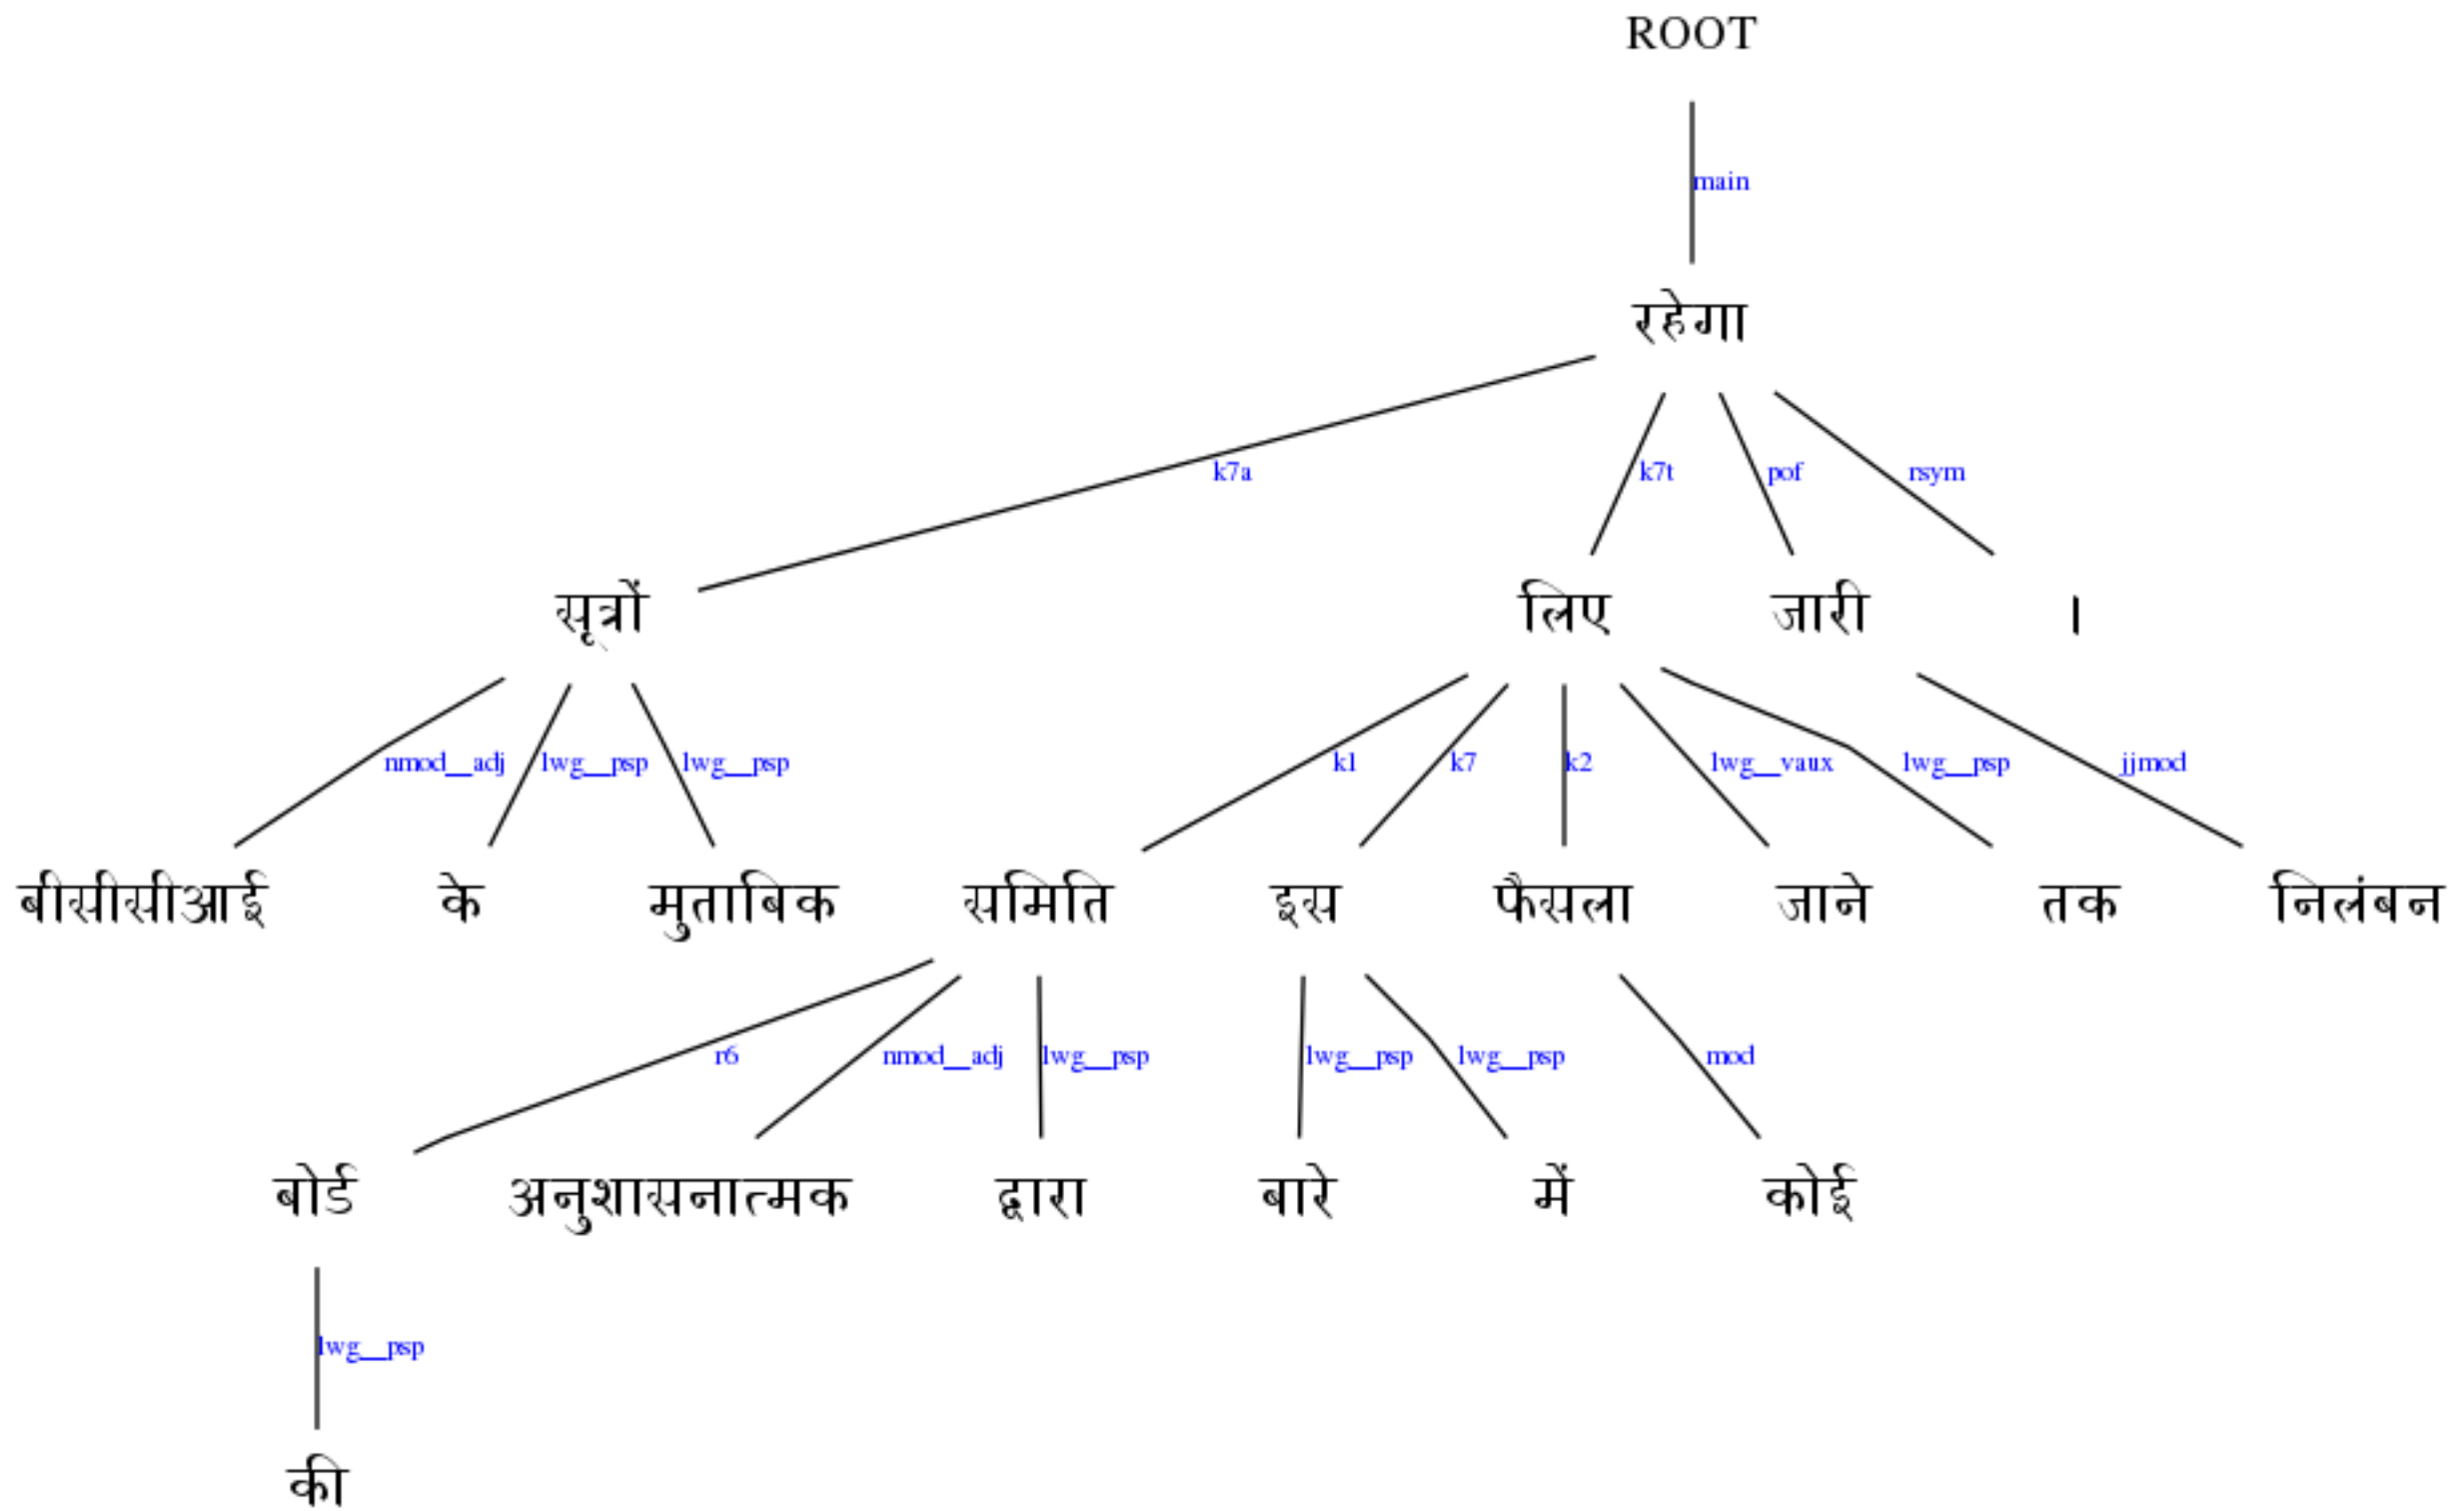 ROOT
main
रहेगा
k7a k7t pof rsym
सूत्रों लिए जारी ।
nmod__adj lwg__psp lwg__psp k1 k7 k2 lwg__vaux lwg__psp jjmod
बीसीसीआई के मुताबिक समिति इस फैसला जाने तक निलंबन
r6 nmod__adj lwg__psp lwg__psp lwg__psp mod
बोर्ड अनुशासनात्मक द्वारा बारे में कोई
lwg__psp
की